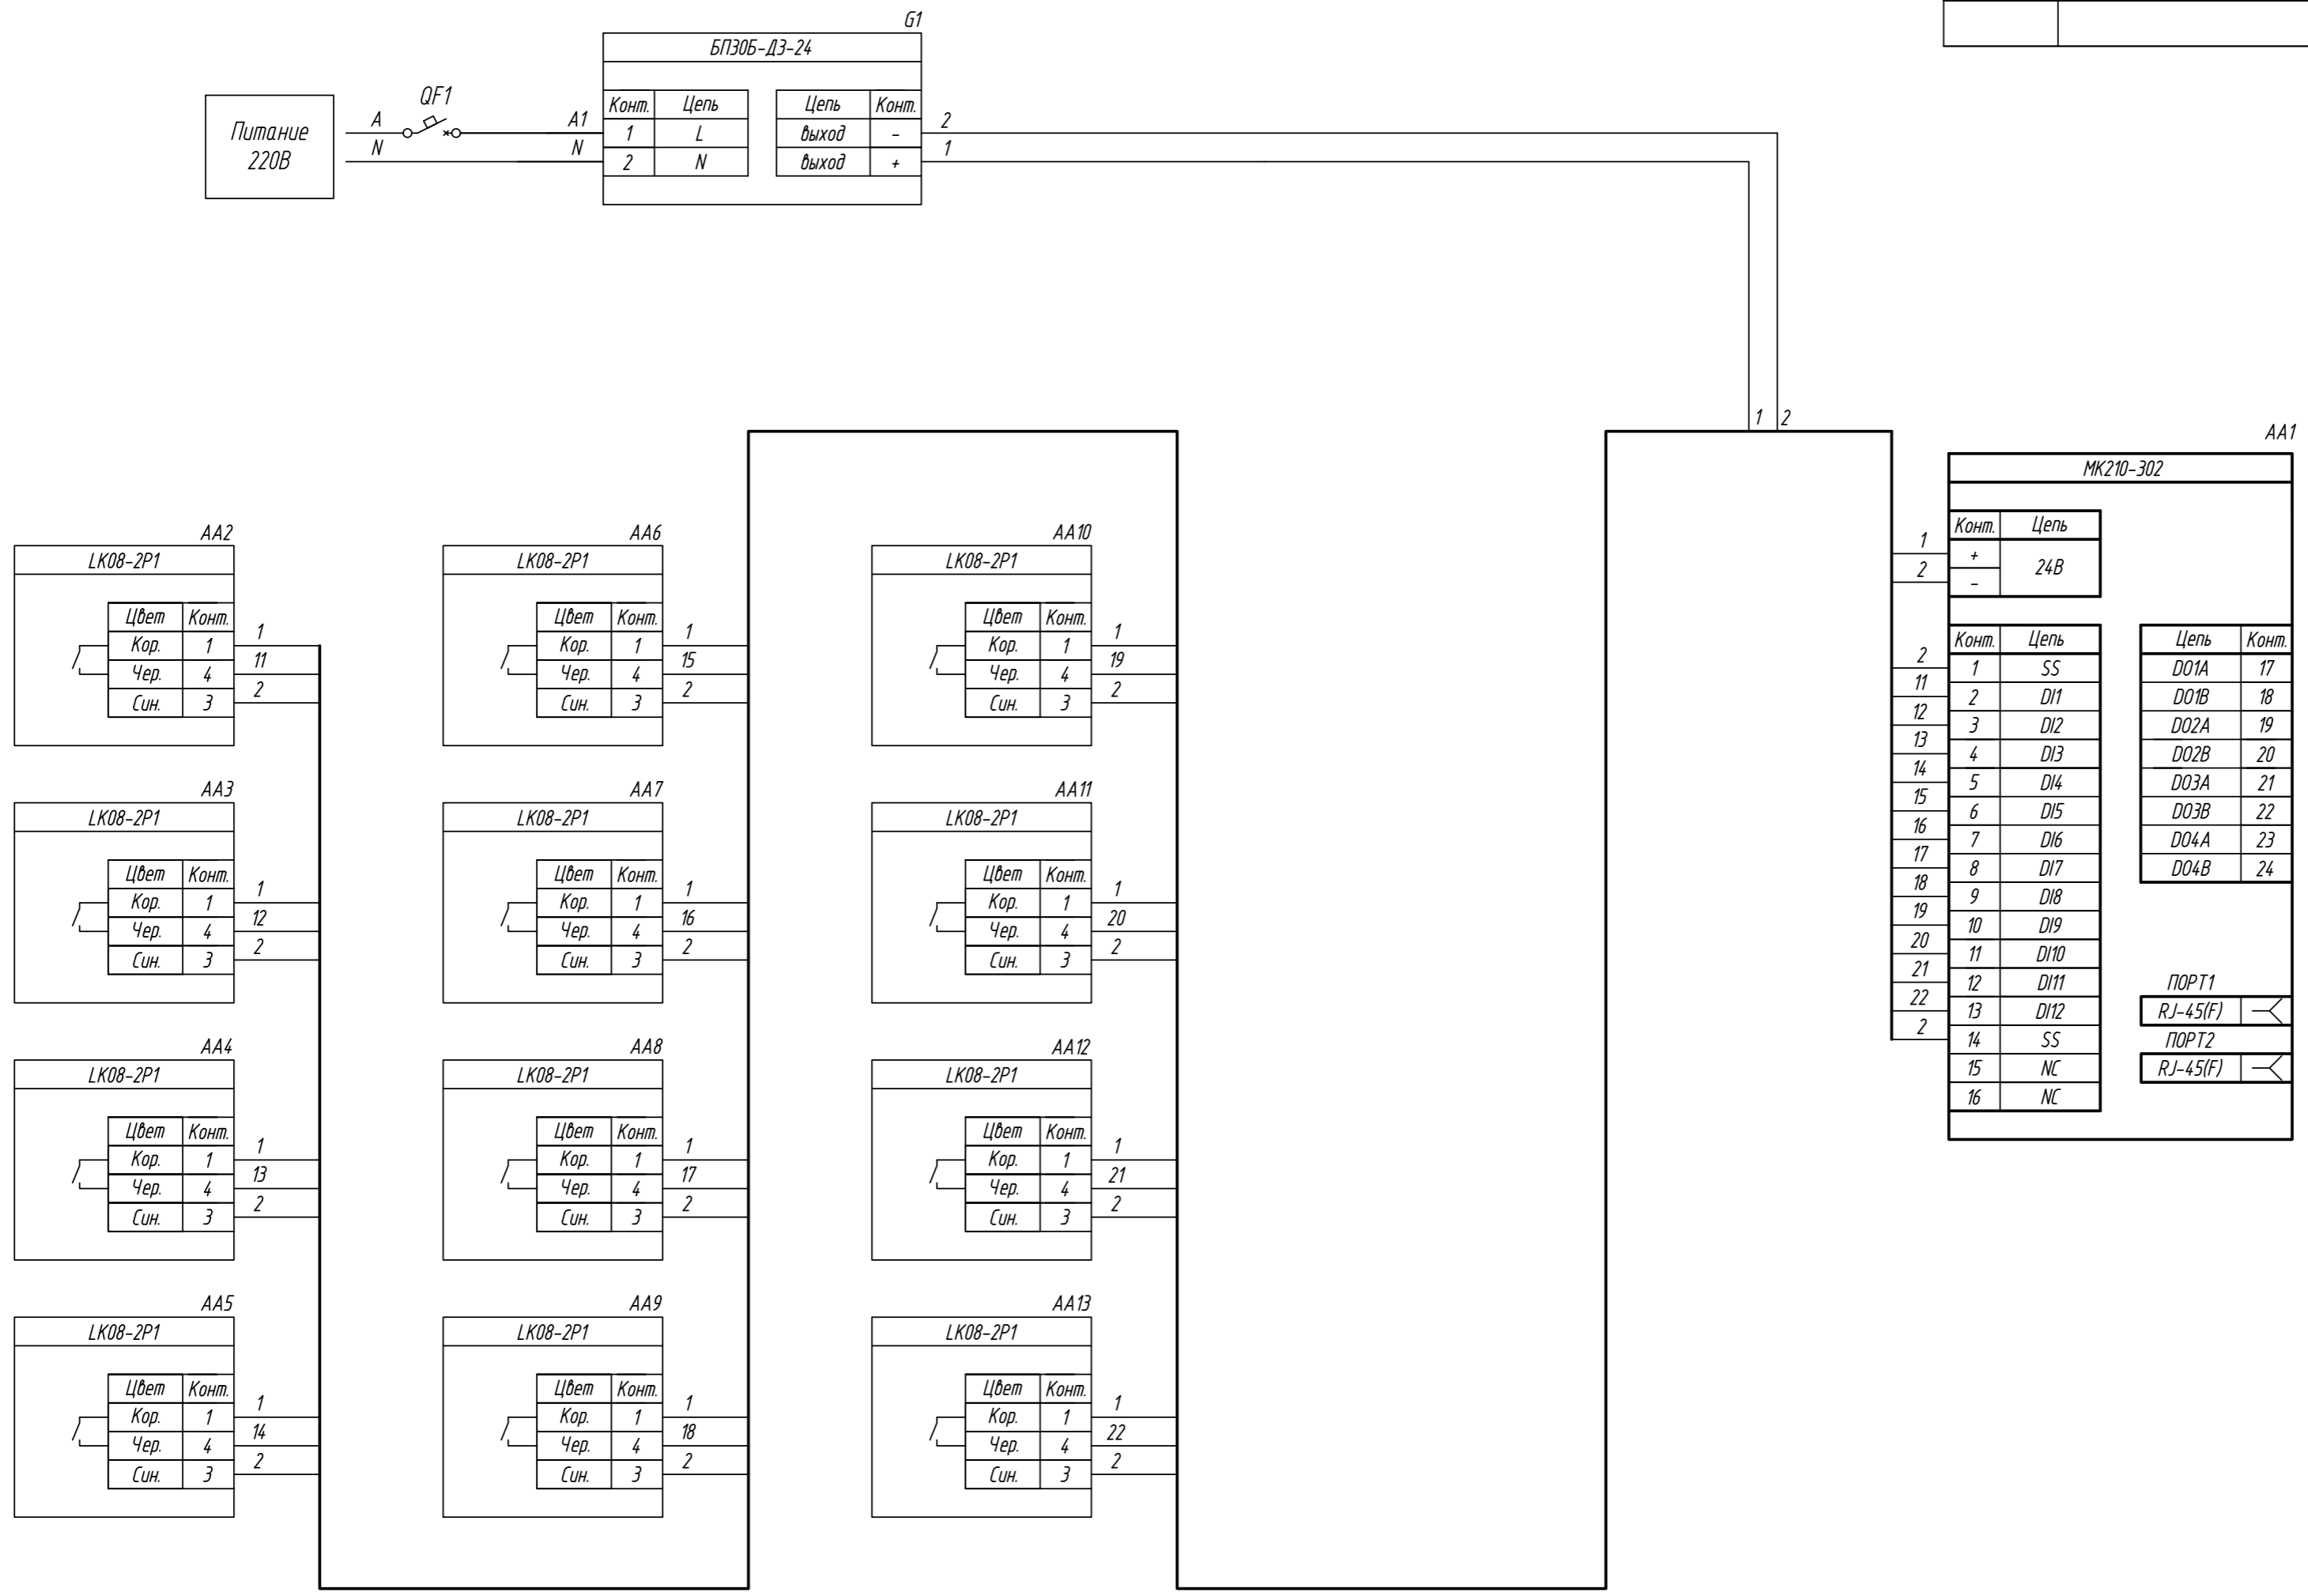 G1
БП30Б-Д3-24
Питание
220В
QF1
A A1
N N
Конт. Цепь Цепь Конт.
1 L выход - 2
2 N выход + 1
1 2
AA1
МК210-302
Конт. Цепь
1 + 24В
2 -
Конт. Цепь Цепь Конт.
2 1 SS DO1A 17
11 2 DI1 DO1B 18
12 3 DI2 DO2A 19
13 4 DI3 DO2B 20
14 5 DI4 DO3A 21
15 6 DI5 DO3B 22
16 7 DI6 DO4A 23
17 8 DI7 DO4B 24
18 9 DI8
19 10 DI9
20 11 DI10
21 12 DI11
22 13 DI12
2 14 SS
15 NC
16 NC
ПОРТ1
RJ-45(F)
ПОРТ2
RJ-45(F)
AA2
LK08-2P1
Цвет Конт.
Кор. 1 1
Чер. 4 11
Син. 3 2
AA6
LK08-2P1
Цвет Конт.
Кор. 1 1
Чер. 4 15
Син. 3 2
AA10
LK08-2P1
Цвет Конт.
Кор. 1 1
Чер. 4 19
Син. 3 2
AA3
LK08-2P1
Цвет Конт.
Кор. 1 1
Чер. 4 12
Син. 3 2
AA7
LK08-2P1
Цвет Конт.
Кор. 1 1
Чер. 4 16
Син. 3 2
AA11
LK08-2P1
Цвет Конт.
Кор. 1 1
Чер. 4 20
Син. 3 2
AA4
LK08-2P1
Цвет Конт.
Кор. 1 1
Чер. 4 13
Син. 3 2
AA8
LK08-2P1
Цвет Конт.
Кор. 1 1
Чер. 4 17
Син. 3 2
AA12
LK08-2P1
Цвет Конт.
Кор. 1 1
Чер. 4 21
Син. 3 2
AA5
LK08-2P1
Цвет Конт.
Кор. 1 1
Чер. 4 14
Син. 3 2
AA9
LK08-2P1
Цвет Конт.
Кор. 1 1
Чер. 4 18
Син. 3 2
AA13
LK08-2P1
Цвет Конт.
Кор. 1 1
Чер. 4 22
Син. 3 2